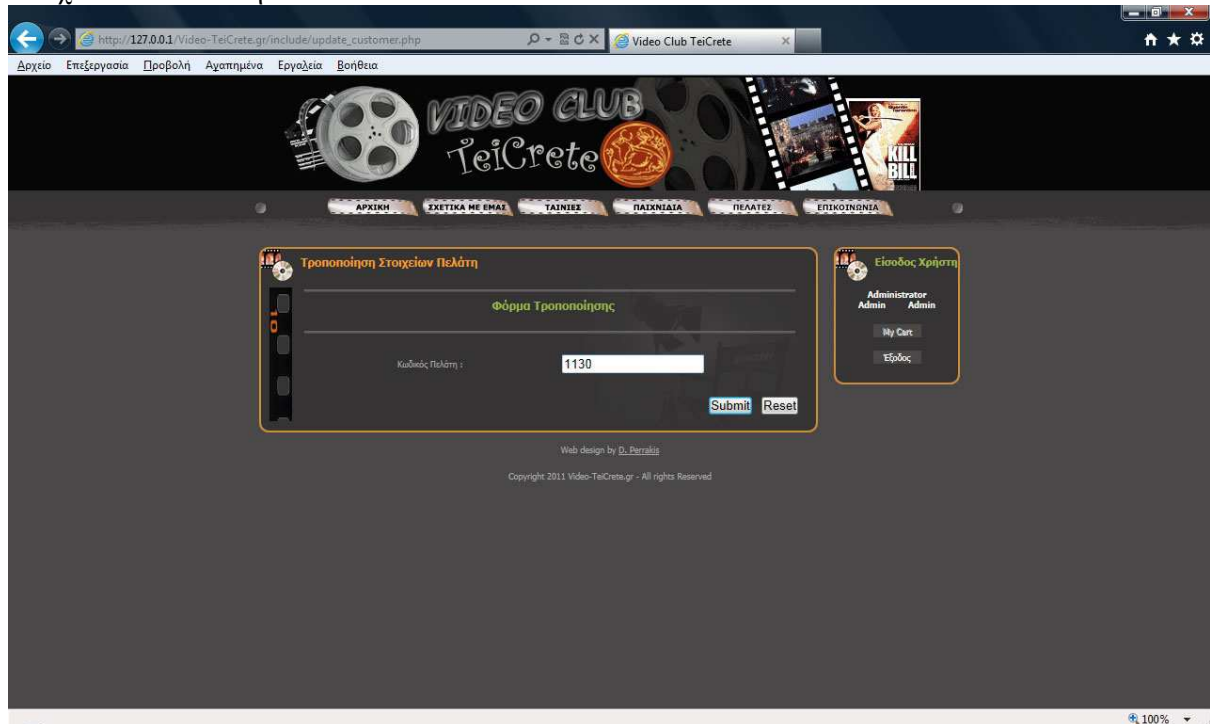 http://127.0.0.1/Video-TeiCrete.gr/include/update_customer.php
Video Club TeiCrete
Αρχείο Επεξεργασία Προβολή Αγαπημένα Εργαλεία Βοήθεια
VIDEO CLUB
TeiCrete
KILL
BILL
ΑΡΧΙΚΗ ΣΧΕΤΙΚΑ ΜΕ ΕΜΑΣ ΤΑΙΝΙΕΣ ΠΑΙΧΝΙΔΙΑ ΠΕΛΑΤΕΣ ΕΠΙΚΟΙΝΩΝΙΑ
Τροποποίηση Στοιχείων Πελάτη
Φόρμα Τροποποίησης
Κωδικός Πελάτη :
1130
Submit Reset
Είσοδος Χρήστη
Administrator
Admin Admin
My Cart
Έξοδος
Web design by D. Perrakis
Copyright 2011 Video-TeiCrete.gr - All rights Reserved
100%